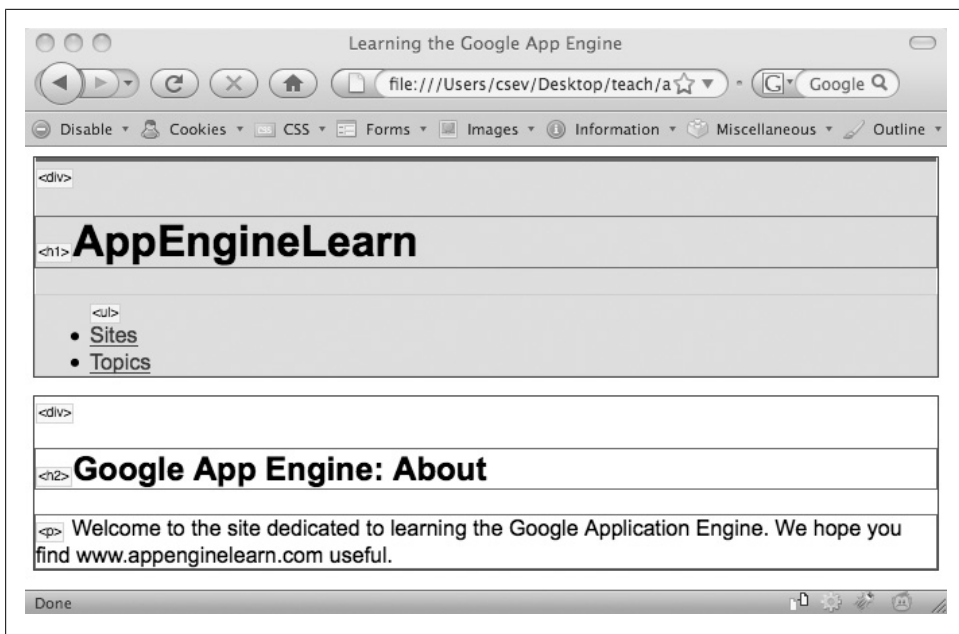 Learning the Google App Engine
file:///Users/csev/Desktop/teach/a
G
Google
Disable Cookies CSS Forms Images Information Miscellaneous Outline
<div>
<h1>AppEngineLearn
<ul>
• Sites
• Topics
<div>
<h2>Google App Engine: About
<p> Welcome to the site dedicated to learning the Google Application Engine. We hope you
find www.appenginelearn.com useful.
Done